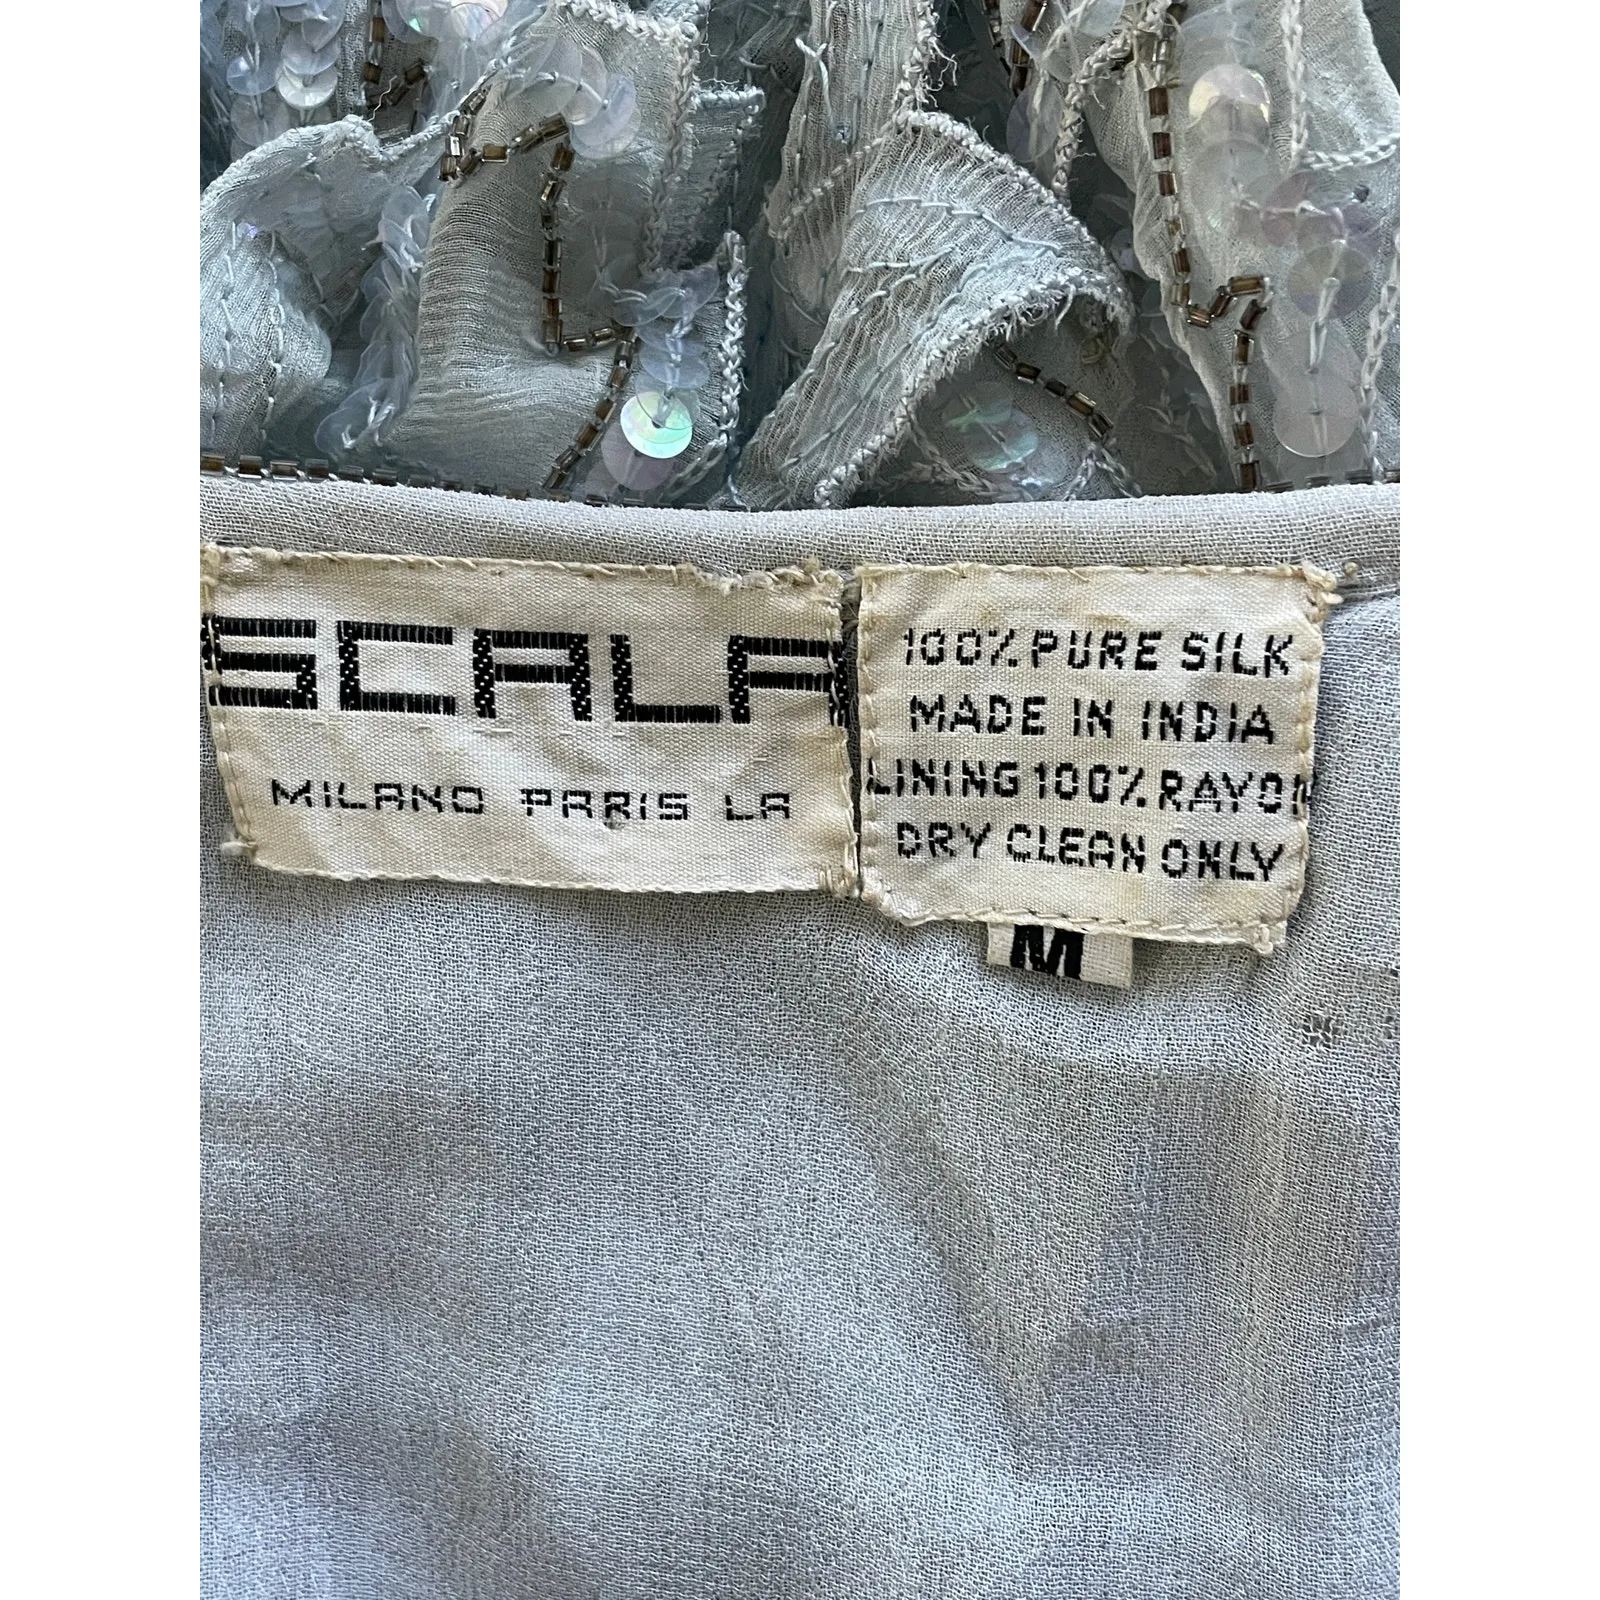 SCALA
MILANO PARIS LA
100% PURE SILK
MADE IN INDIA
LINING 100% RAYON
DRY CLEAN ONLY
M